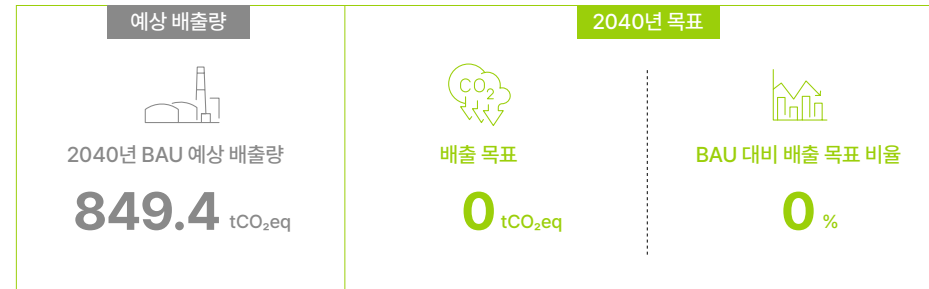 예상 배출량
2040년 BAU 예상 배출량
849.4 tCO₂eq
2040년 목표
CO₂
배출 목표
0 tCO₂eq
BAU 대비 배출 목표 비율
0 %